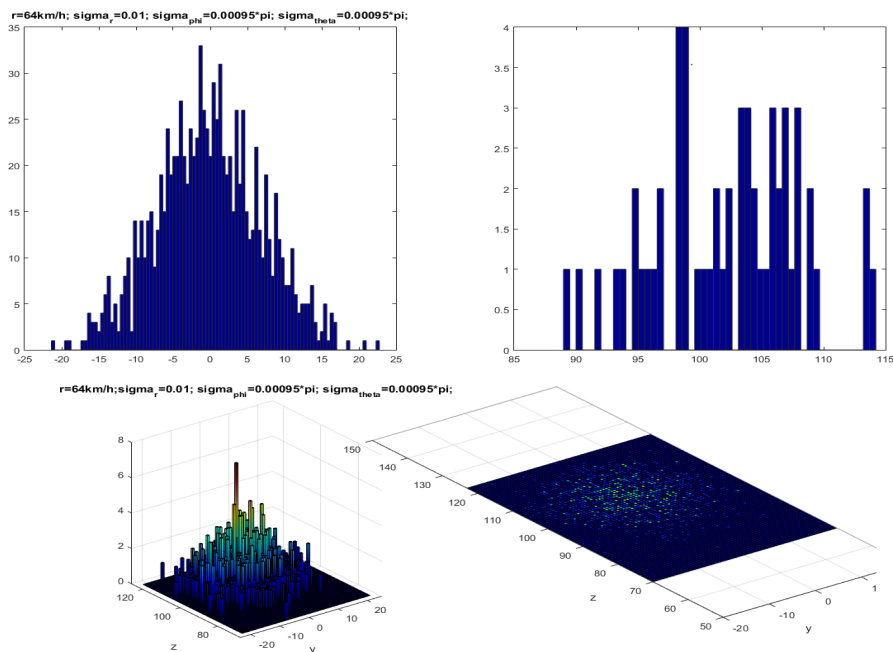 r=64km/h; sigma_r=0.01; sigma_phi=0.00095*pi; sigma_theta=0.00095*pi;
35
30
25
20
15
10
5
0
-25 -20 -15 -10 -5 0 5 10 15 20 25
4
3.5
3
2.5
2
1.5
1
0.5
0
85 90 95 100 105 110 115
r=64km/h;sigma_r=0.01; sigma_phi=0.00095*pi; sigma_theta=0.00095*pi;
8
6
4
2
0
120 100 80
z
-20 -10 0 10 20
y
150 140 130 120 110 100 90 80 70 60 50
z
-20 -10 0 1
y